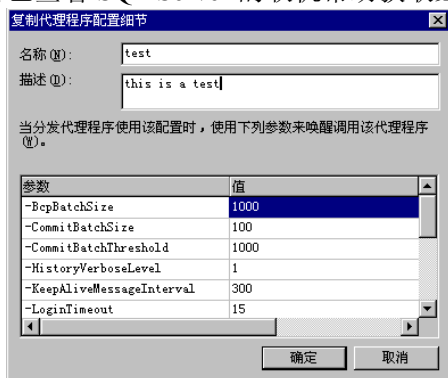 复制代理程序配置细节
名称(N): test
描述(D): this is a test
当分发代理程序使用该配置时，使用下列参数来唤醒调用该代理程序
(W)。
参数 值
-BcpBatchSize 1000
-CommitBatchSize 100
-CommitBatchThreshold 1000
-HistoryVerboseLevel 1
-KeepAliveMessageInterval 300
-LoginTimeout 15
确定 取消